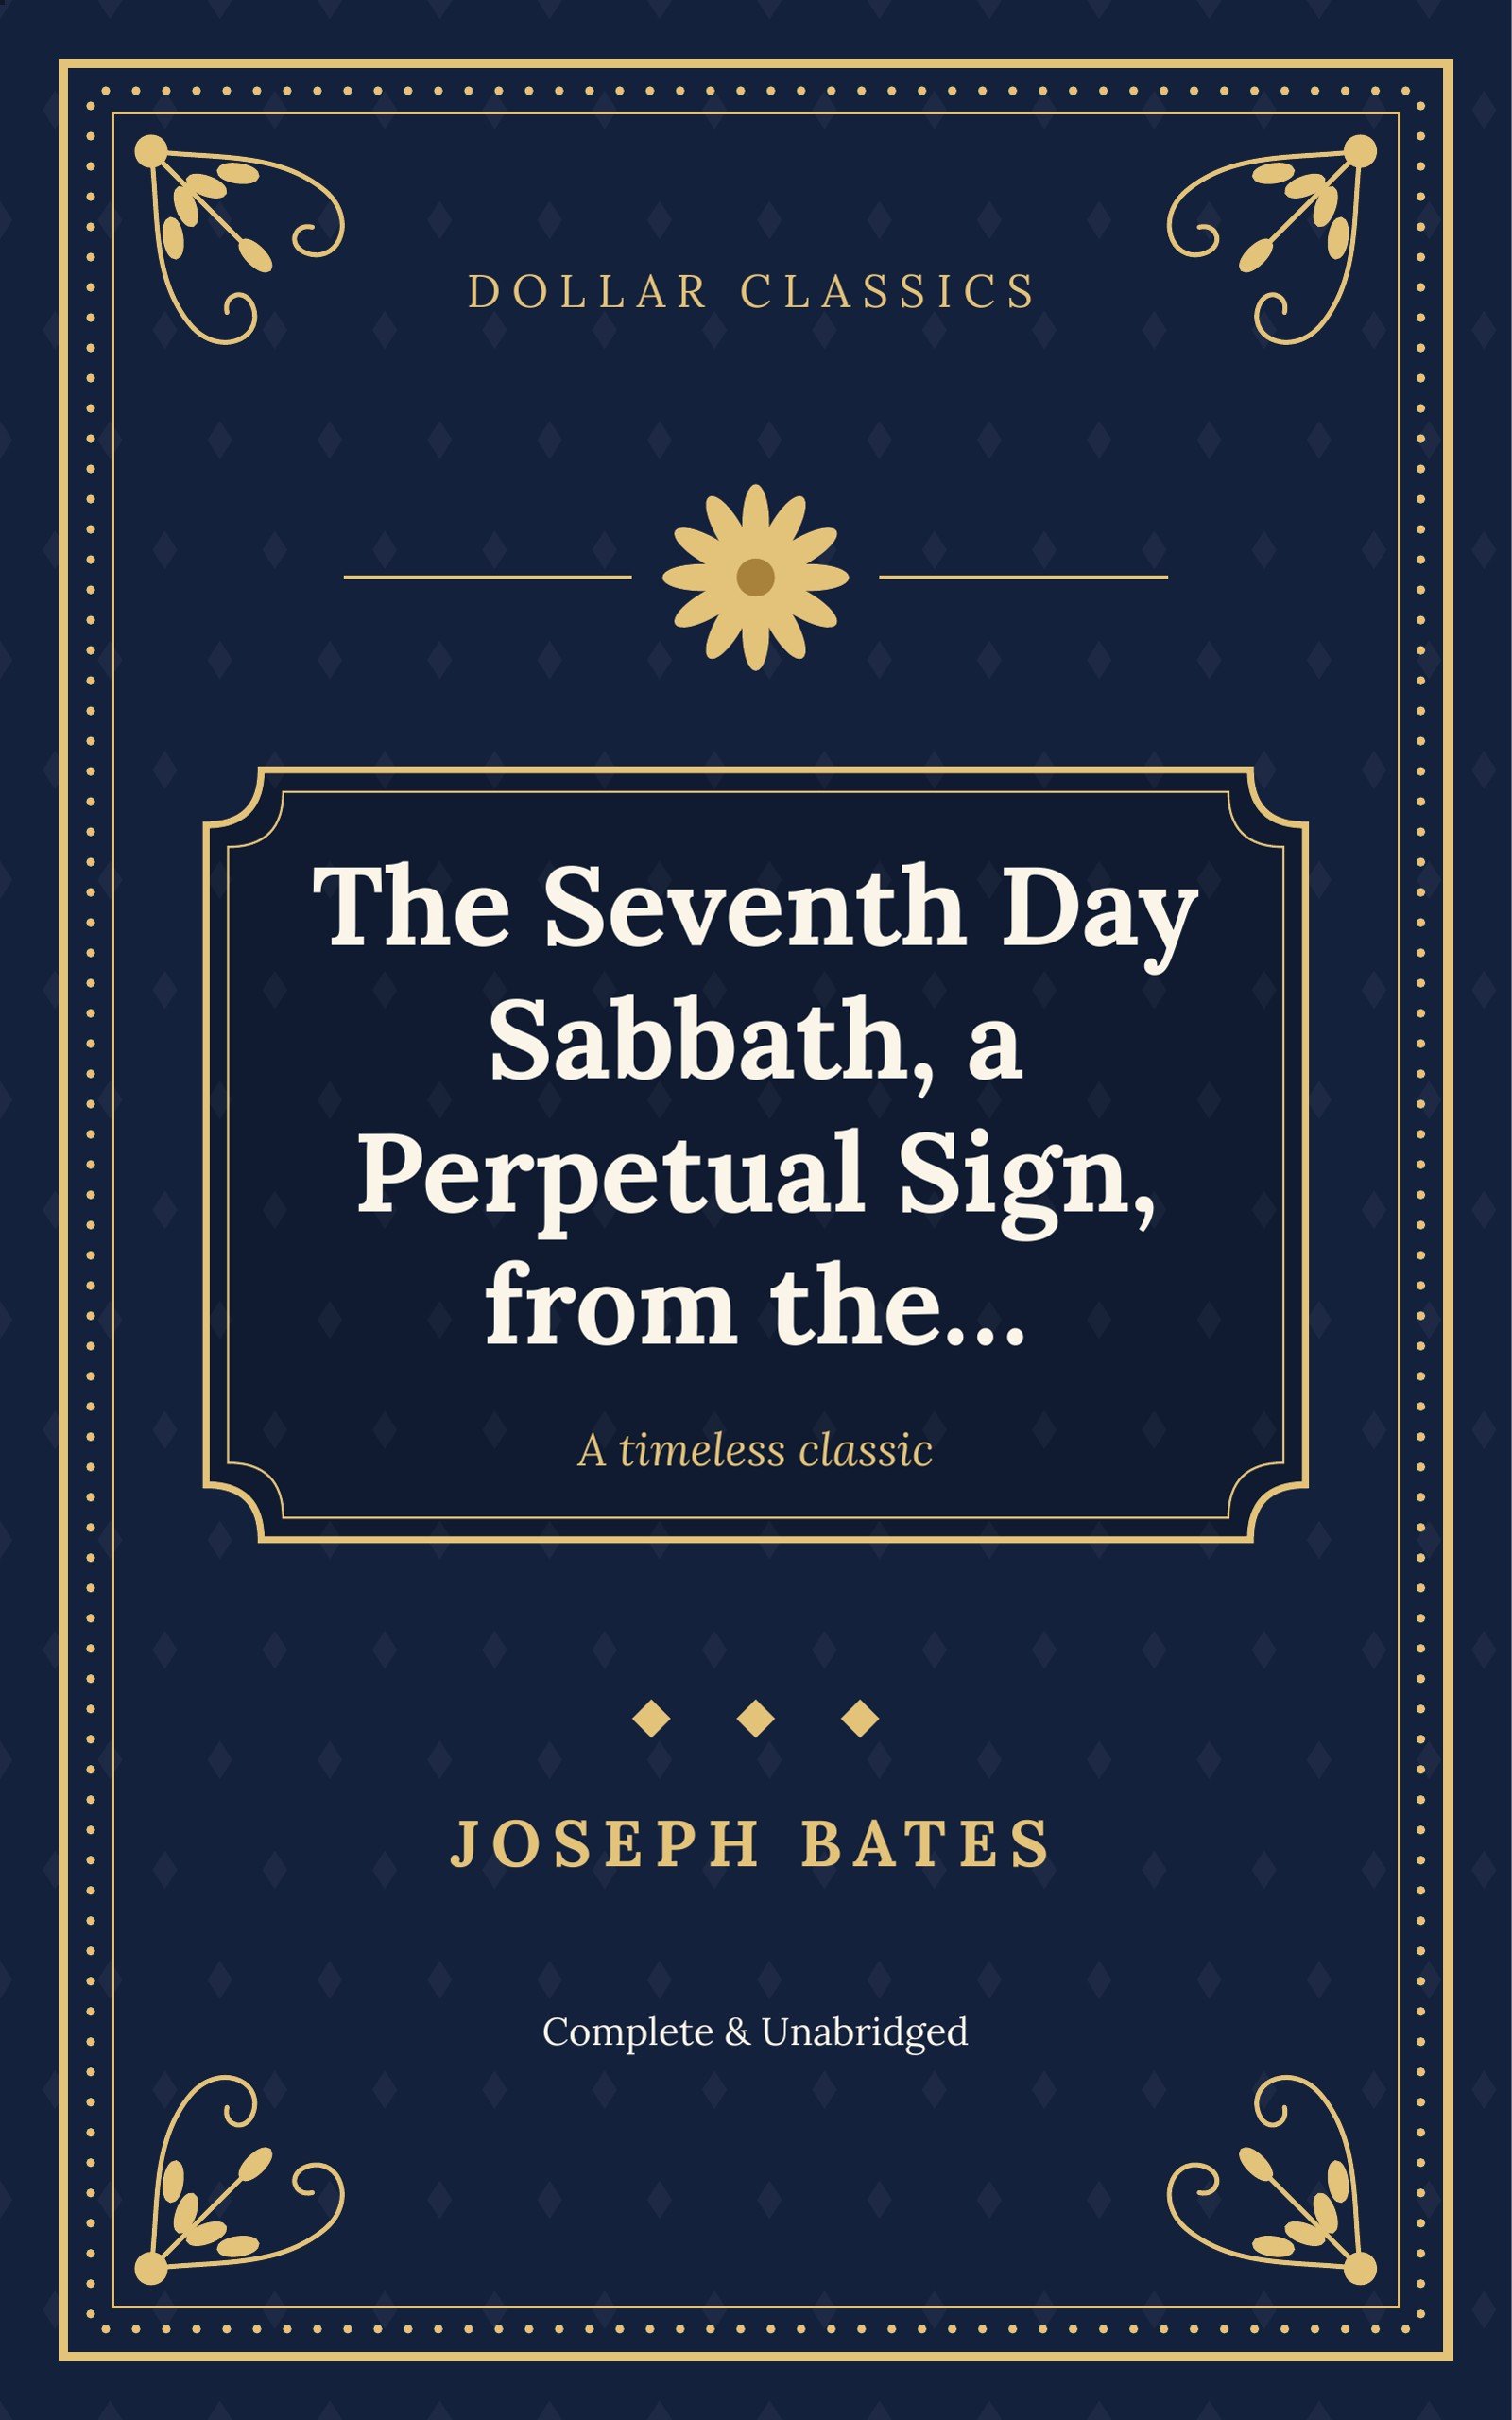 DOLLAR CLASSICS
The Seventh Day
Sabbath, a
Perpetual Sign,
from the...
A timeless classic
JOSEPH BATES
Complete & Unabridged